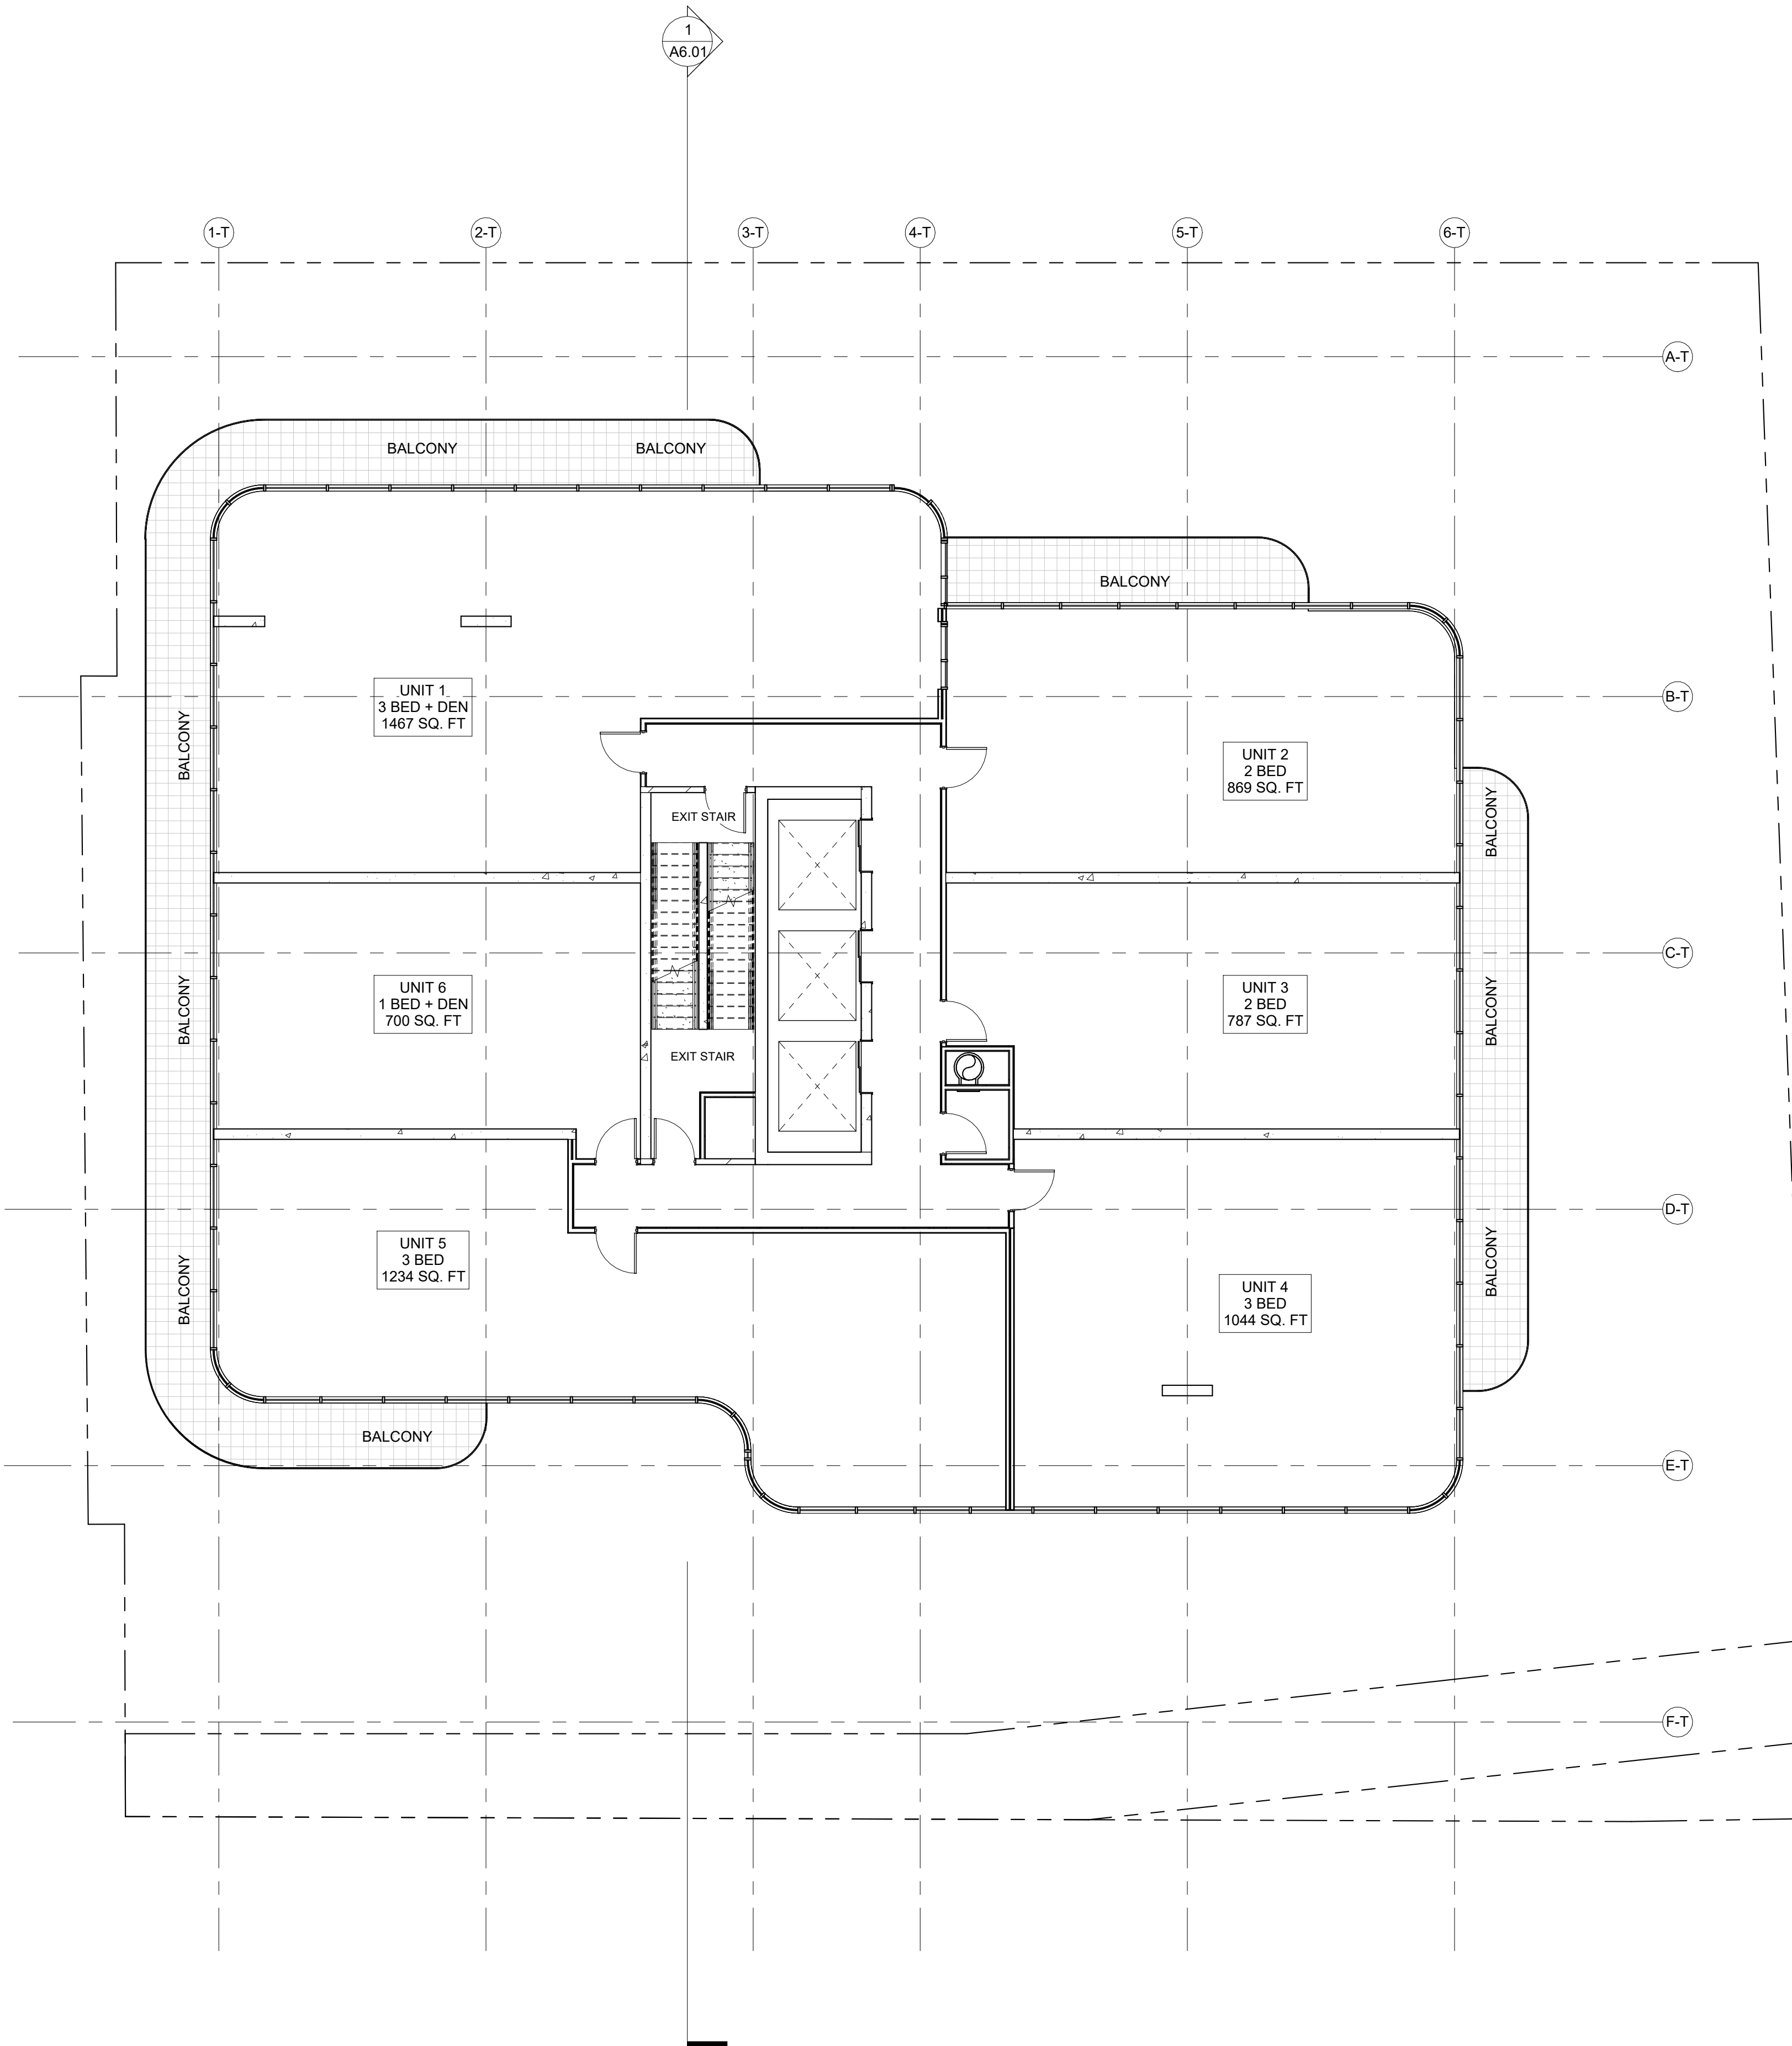 1
A6.01
1-T
2-T
3-T
4-T
5-T
6-T
A-T
BALCONY
BALCONY
BALCONY
B-T
UNIT 1
3 BED + DEN
1467 SQ. FT
BALCONY
UNIT 2
2 BED
869 SQ. FT
BALCONY
EXIT STAIR
C-T
UNIT 6
1 BED + DEN
700 SQ. FT
BALCONY
UNIT 3
2 BED
787 SQ. FT
BALCONY
EXIT STAIR
D-T
UNIT 5
3 BED
1234 SQ. FT
BALCONY
UNIT 4
3 BED
1044 SQ. FT
BALCONY
BALCONY
E-T
F-T